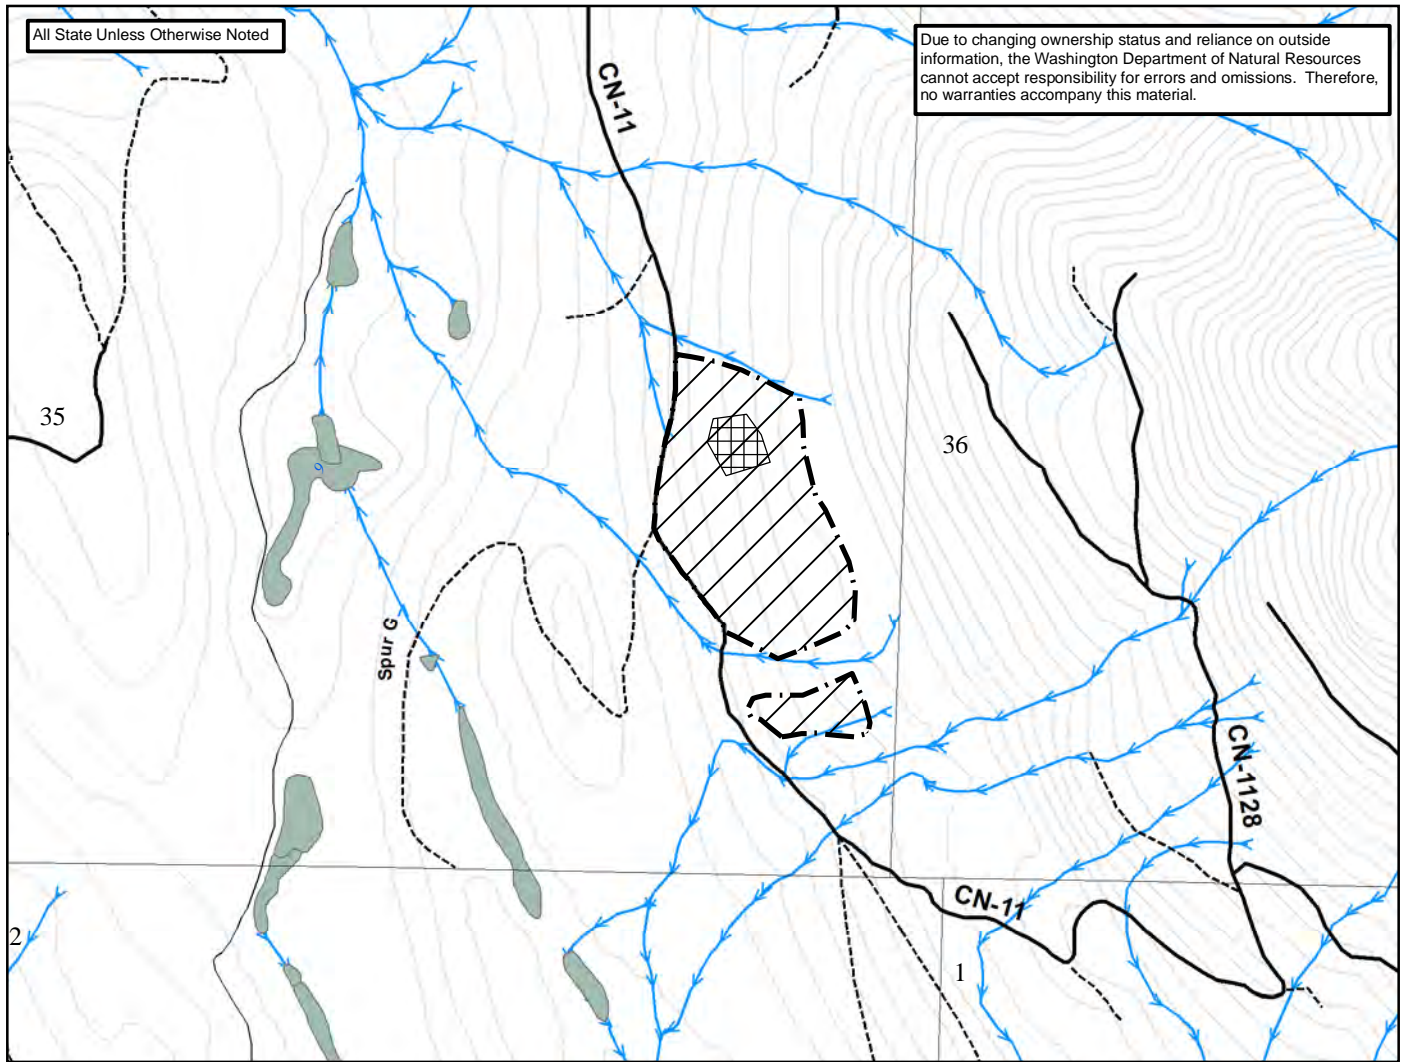 All State Unless Otherwise Noted
Due to changing ownership status and reliance on outside
information, the Washington Department of Natural Resources
cannot accept responsibility for errors and omissions. Therefore,
no warranties accompany this material.
CN-11
35
36
9
Spur G
CN-1128
CN-11
2
1